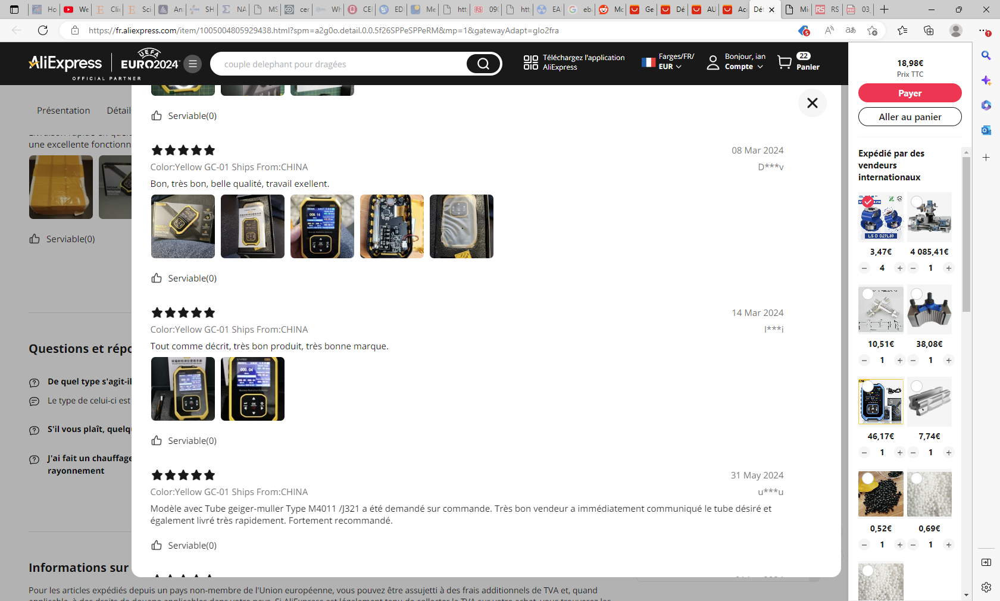 Ho
We
Clic
Sci
An
SH
NA
MS
cer
Wh
CEI
ED
Me
htt
090
htt
EA
eb
Mc
Ge
Dé
AU
Acc
Dét
Mi
RS
03_
https://fr.aliexpress.com/item/1005004805929438.html?spm=a2g0o.detail.0.0.5f26SPPeSPPeRM&mp=1&gatewayAdapt=glo2fra
AliExpress
UEFA
EURO2024
OFFICIAL PARTNER
couple delephant pour dragées
Téléchargez l'application
AliExpress
Farges/FR/
EUR
Bonjour, ian
Compte
22
Panier
Présentation
Détail
une excellente fonctionn
Serviable(0)
Questions et répo
De quel type s'agit-il
Le type de celui-ci est
S'il vous plaît, quelqu
J'ai fait un chauffage
rayonnement
Informations sur
Pour les articles expédiés depuis un pays non-membre de l'Union européenne, vous pouvez être assujetti à des frais additionnels de TVA et, quand
Serviable(0)
08 Mar 2024
Color:Yellow GC-01 Ships From:CHINA
D***v
Bon, très bon, belle qualité, travail exellent.
Serviable(0)
14 Mar 2024
Color:Yellow GC-01 Ships From:CHINA
l***i
Tout comme décrit, très bon produit, très bonne marque.
Serviable(0)
31 May 2024
Color:Yellow GC-01 Ships From:CHINA
u***u
Modèle avec Tube geiger-muller Type M4011 /J321 a été demandé sur commande. Très bon vendeur a immédiatement communiqué le tube désiré et
également livré très rapidement. Fortement recommandé.
Serviable(0)
18,98€
Prix TTC
Payer
Aller au panier
Expédié par des
vendeurs
internationaux
3,47€
4 085,41€
4
1
10,51€
38,08€
1
1
46,17€
7,74€
1
1
0,52€
0,69€
1
1